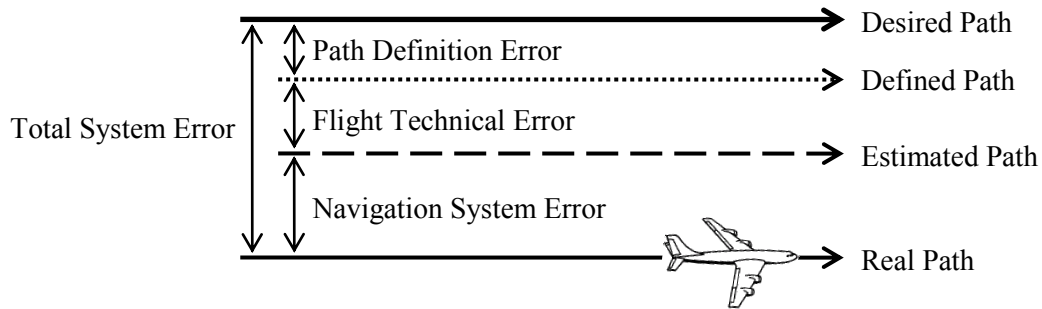 Desired Path
Path Definition Error
Defined Path
Total System Error
Flight Technical Error
Estimated Path
Navigation System Error
Real Path